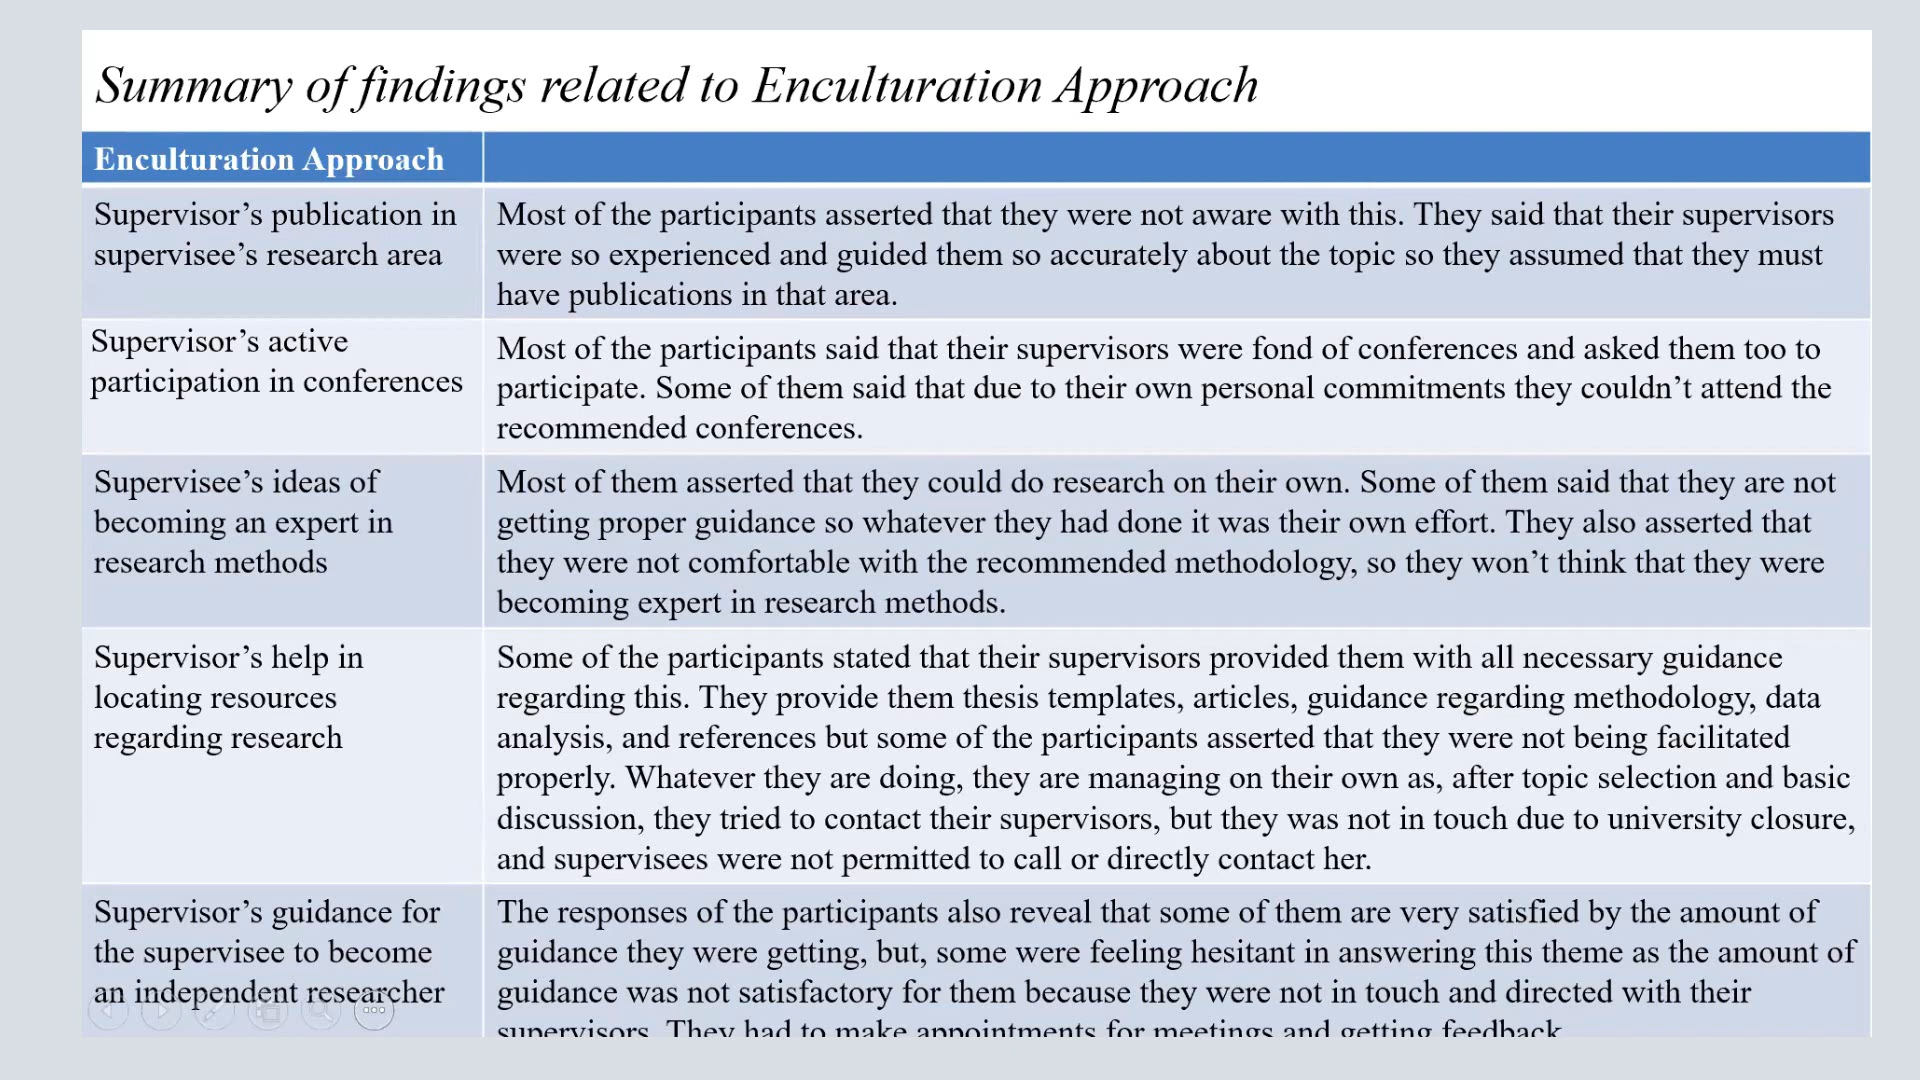 Summary of findings related to Enculturation Approach
Enculturation Approach
Supervisor’s publication in
supervisee’s research area
Most of the participants asserted that they were not aware with this. They said that their supervisors
were so experienced and guided them so accurately about the topic so they assumed that they must
have publications in that area.
Supervisor’s active
participation in conferences
Most of the participants said that their supervisors were fond of conferences and asked them too to
participate. Some of them said that due to their own personal commitments they couldn’t attend the
recommended conferences.
Supervisee’s ideas of
becoming an expert in
research methods
Most of them asserted that they could do research on their own. Some of them said that they are not
getting proper guidance so whatever they had done it was their own effort. They also asserted that
they were not comfortable with the recommended methodology, so they won’t think that they were
becoming expert in research methods.
Supervisor’s help in
locating resources
regarding research
Some of the participants stated that their supervisors provided them with all necessary guidance
regarding this. They provide them thesis templates, articles, guidance regarding methodology, data
analysis, and references but some of the participants asserted that they were not being facilitated
properly. Whatever they are doing, they are managing on their own as, after topic selection and basic
discussion, they tried to contact their supervisors, but they was not in touch due to university closure,
and supervisees were not permitted to call or directly contact her.
Supervisor’s guidance for
the supervisee to become
an independent researcher
The responses of the participants also reveal that some of them are very satisfied by the amount of
guidance they were getting, but, some were feeling hesitant in answering this theme as the amount of
guidance was not satisfactory for them because they were not in touch and directed with their
supervisors. They had to make appointments for meetings and getting feedback.